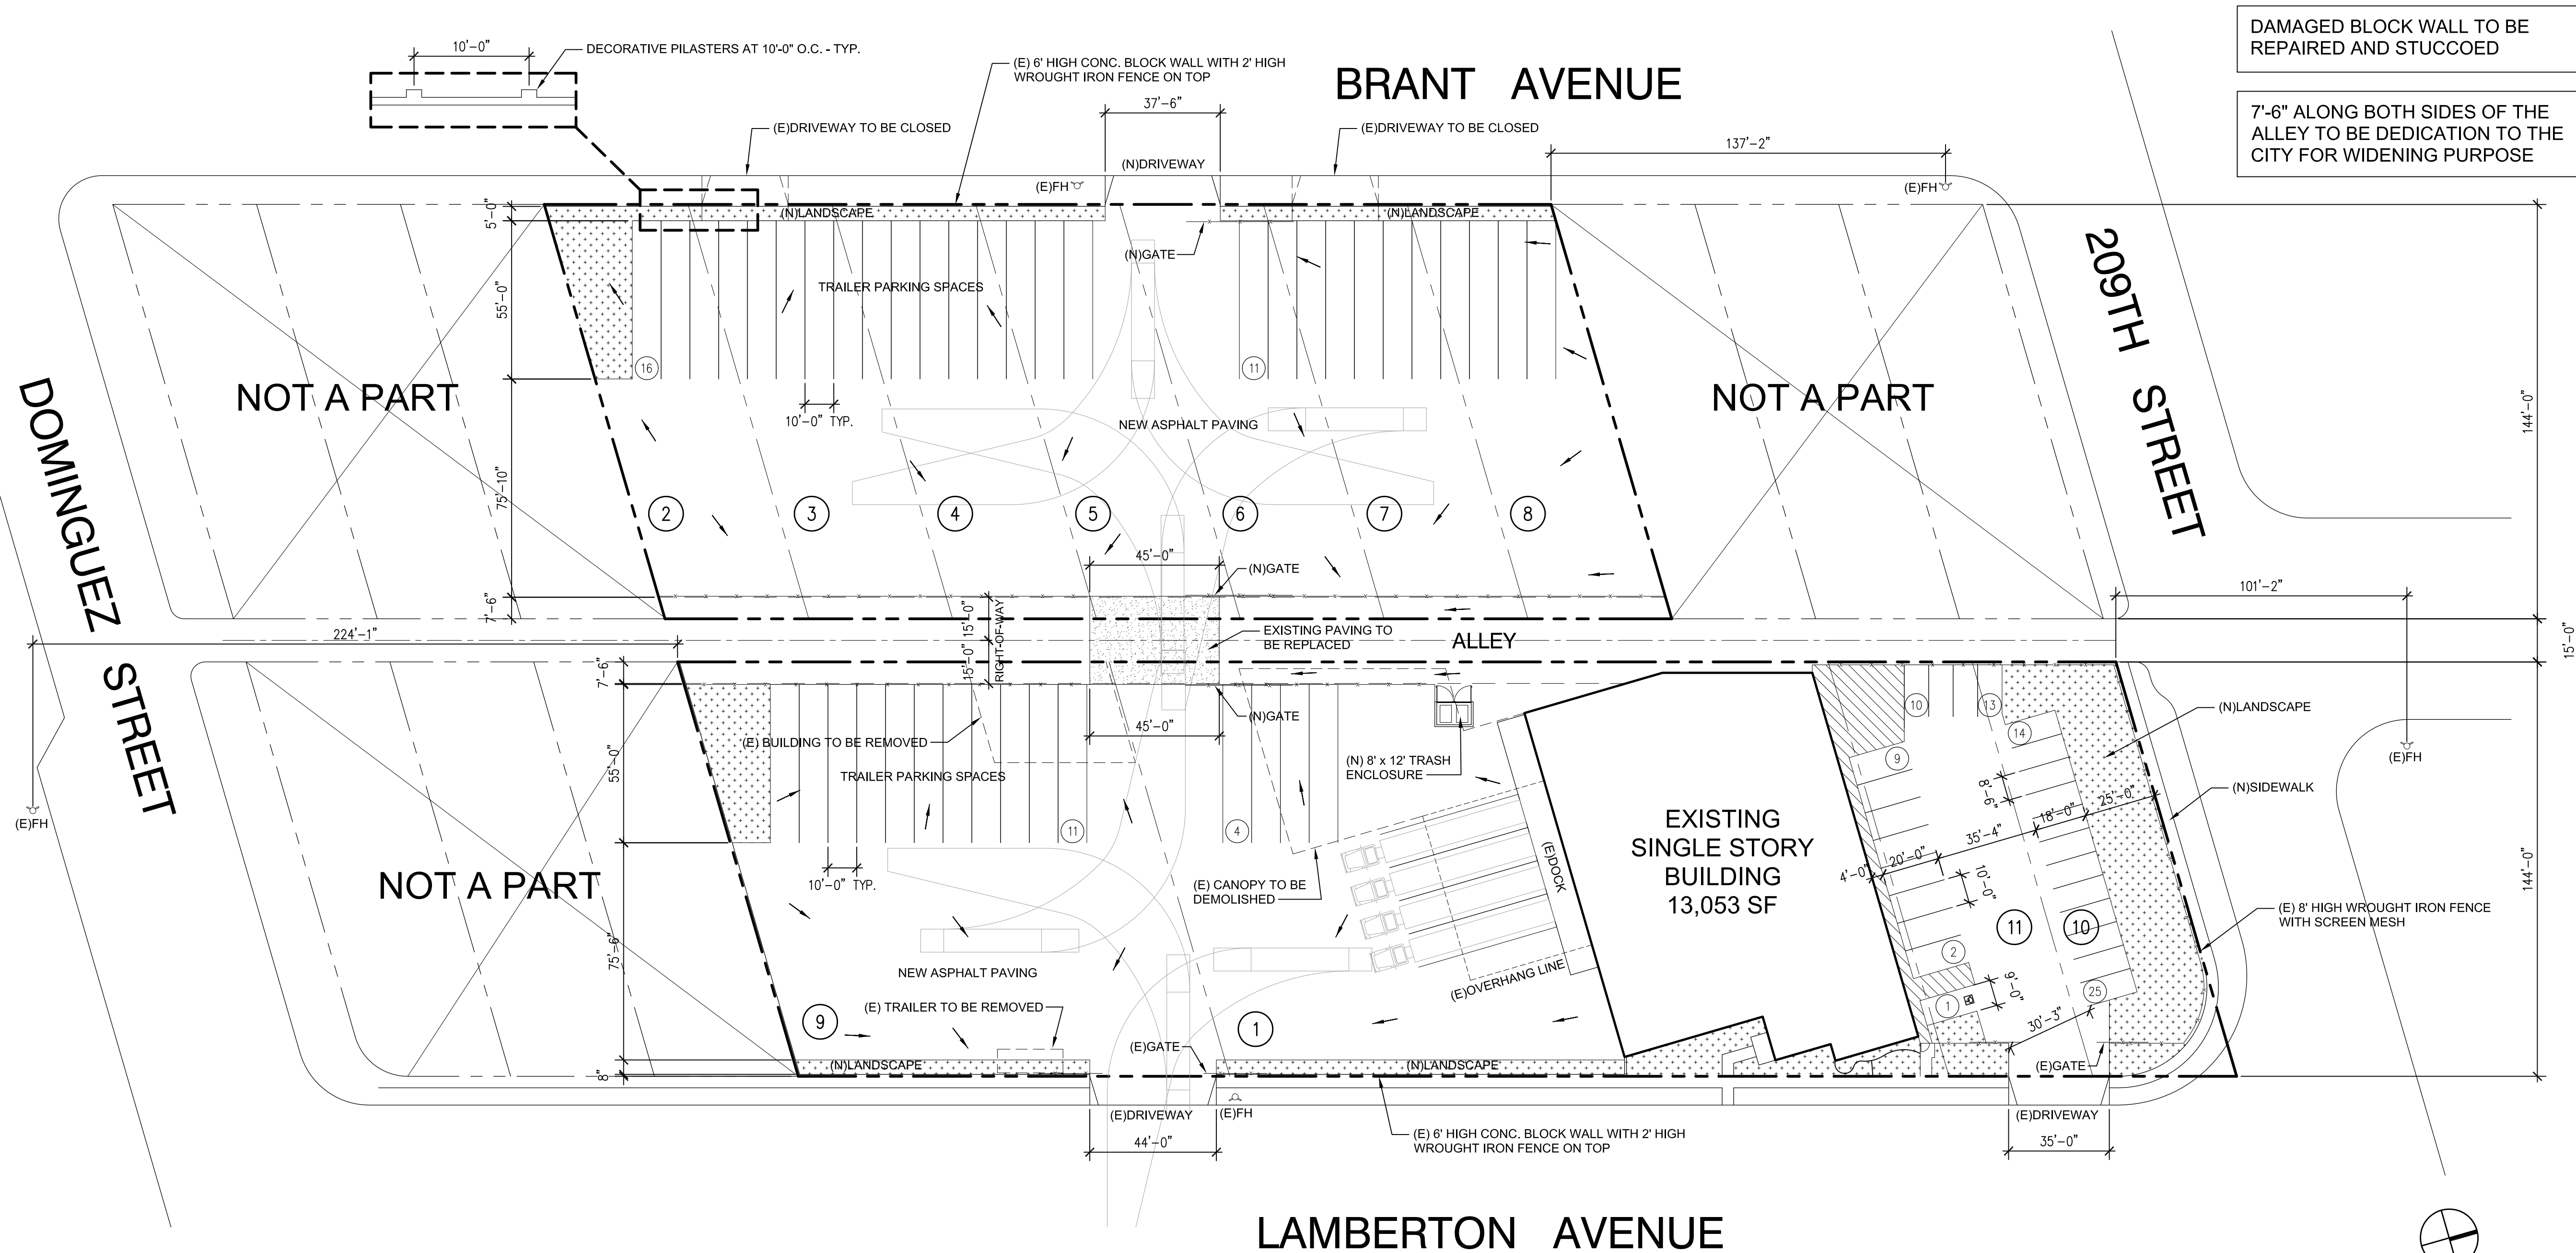 DAMAGED BLOCK WALL TO BE
REPAIRED AND STUCCOED
7'-6" ALONG BOTH SIDES OF THE
ALLEY TO BE DEDICATION TO THE
CITY FOR WIDENING PURPOSE
10'-0"
DECORATIVE PILASTERS AT 10'-0" O.C. - TYP.
(E) 6' HIGH CONC. BLOCK WALL WITH 2' HIGH
WROUGHT IRON FENCE ON TOP
BRANT AVENUE
37'-6"
(E)DRIVEWAY TO BE CLOSED
(E)DRIVEWAY TO BE CLOSED
137'-2"
(N)DRIVEWAY
(E)FH
(E)FH
5'-0"
(N)LANDSCAPE
(N)LANDSCAPE
(N)GATE
209TH STREET
55'-0"
TRAILER PARKING SPACES
16
11
NOT A PART
NOT A PART
144'-0"
DOMINGUEZ STREET
10'-0" TYP.
NEW ASPHALT PAVING
75'-10"
2
3
4
5
6
7
8
45'-0"
(N)GATE
7'-6"
15'-0"
15'-0"
RIGHT-OF-WAY
101'-2"
224'-1"
EXISTING PAVING TO
BE REPLACED
ALLEY
15'-0"
7'-6"
(N)GATE
45'-0"
(E) BUILDING TO BE REMOVED
TRAILER PARKING SPACES
55'-0"
(N) 8' x 12' TRASH
ENCLOSURE
10
13
14
9
(N)LANDSCAPE
(E)FH
(N)SIDEWALK
8'-6"
25'-0"
18'-0"
35'-4"
20'-0"
4'-0"
10'-0"
(E)FH
11
4
EXISTING
SINGLE STORY
BUILDING
13,053 SF
(E)DOCK
10'-0" TYP.
(E) CANOPY TO BE
DEMOLISHED
NOT A PART
144'-0"
(E) 8' HIGH WROUGHT IRON FENCE
WITH SCREEN MESH
11
10
2
75'-6"
NEW ASPHALT PAVING
(E)OVERHANG LINE
9'-0"
25
1
30'-3"
(E) TRAILER TO BE REMOVED
9
1
(E)GATE
(E)GATE
(N)LANDSCAPE
(N)LANDSCAPE
8"
(E)DRIVEWAY
(E)FH
(E)DRIVEWAY
44'-0"
(E) 6' HIGH CONC. BLOCK WALL WITH 2' HIGH
WROUGHT IRON FENCE ON TOP
35'-0"
LAMBERTON AVENUE